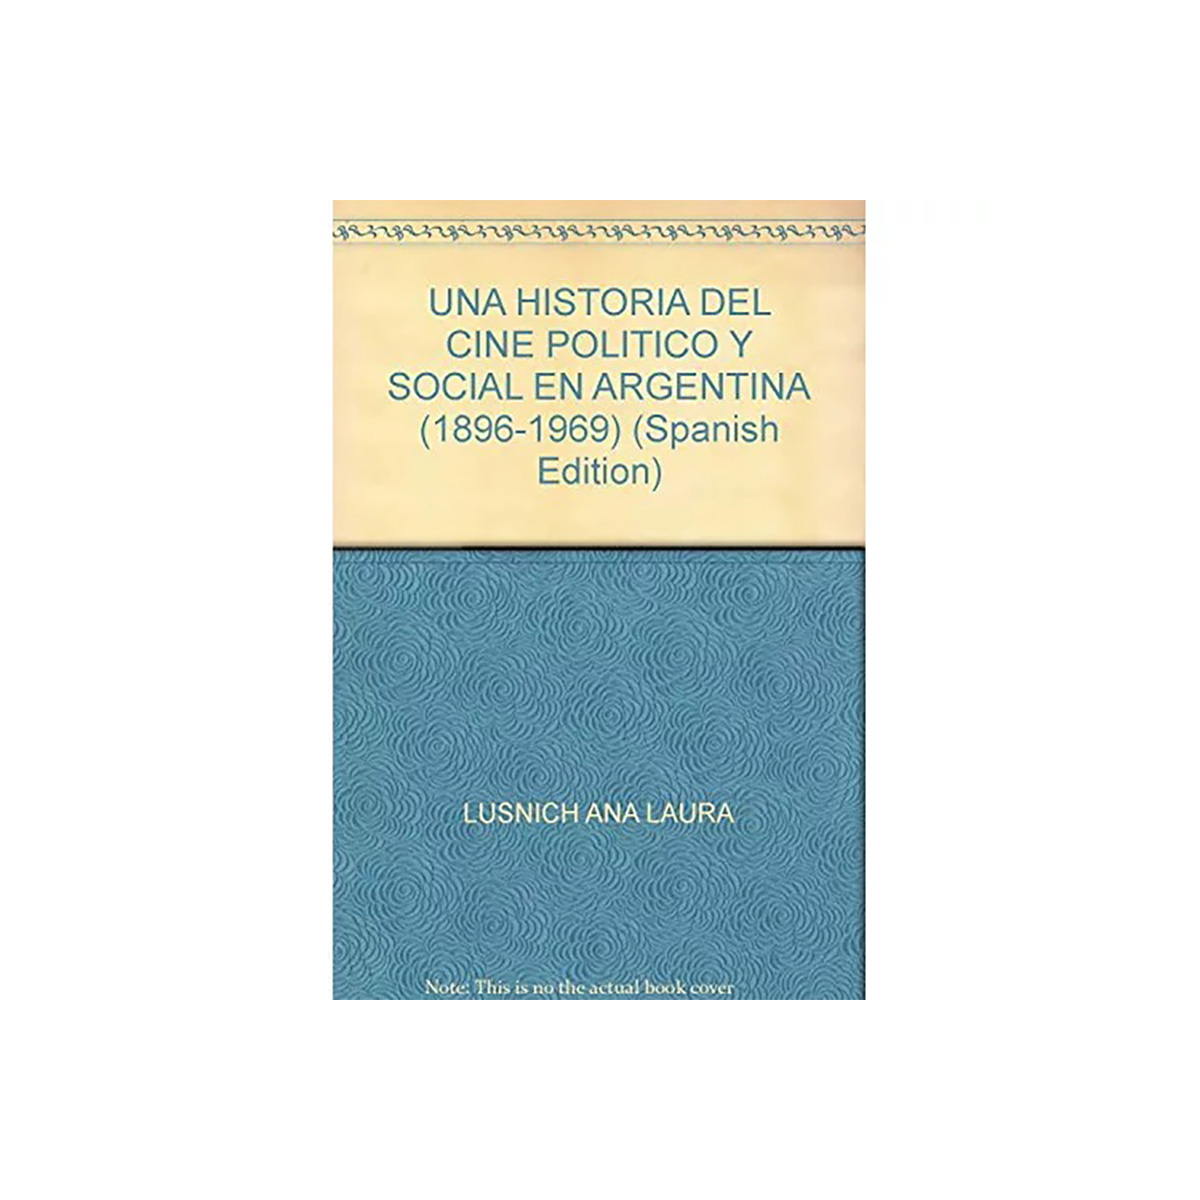 UNA HISTORIA DEL
CINE POLITICO Y
SOCIAL EN ARGENTINA
(1896-1969) (Spanish
Edition)
LUSNICH ANA LAURA
Note: This is no the actual book cover